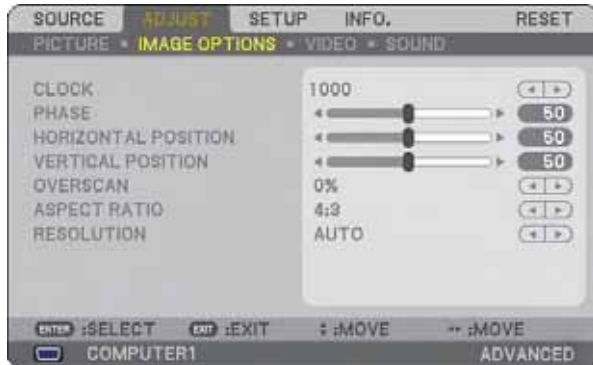 SOURCE ADJUST SETUP INFO. RESET
PICTURE • IMAGE OPTIONS • VIDEO • SOUND
CLOCK 1000
PHASE 50
HORIZONTAL POSITION 50
VERTICAL POSITION 50
OVERSCAN 0%
ASPECT RATIO 4:3
RESOLUTION AUTO
ENTER :SELECT EXIT :EXIT :MOVE :MOVE
COMPUTER1 ADVANCED